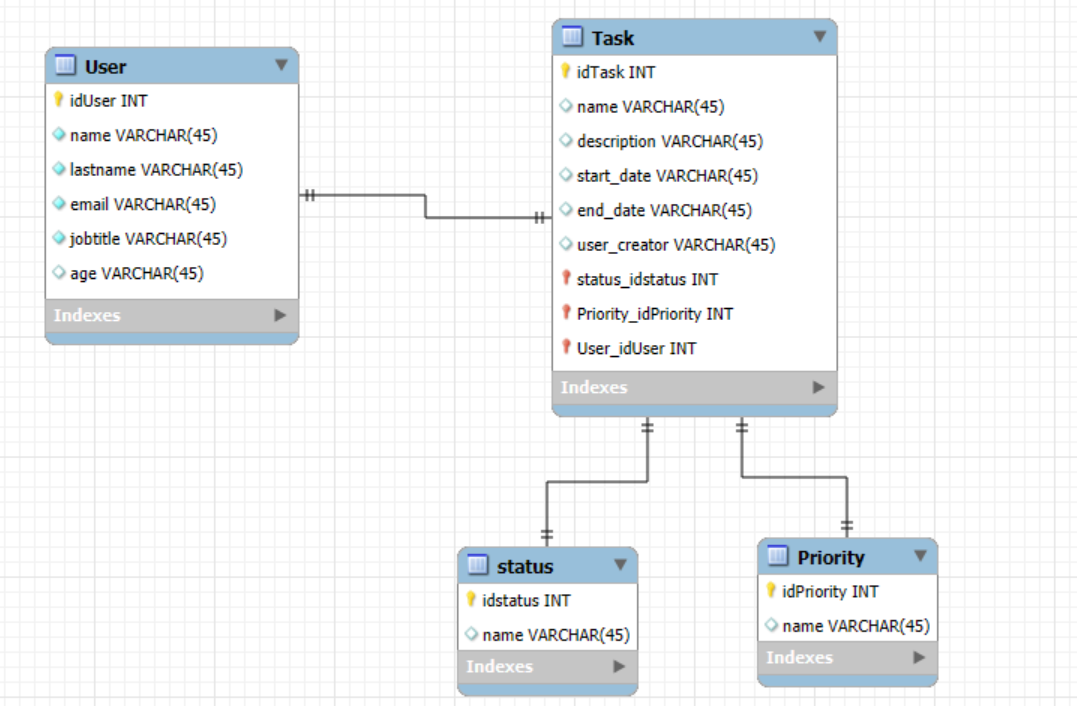 User
idUser INT
name VARCHAR(45)
lastname VARCHAR(45)
email VARCHAR(45)
jobtitle VARCHAR(45)
age VARCHAR(45)
Indexes
Task
idTask INT
name VARCHAR(45)
description VARCHAR(45)
start_date VARCHAR(45)
end_date VARCHAR(45)
user_creator VARCHAR(45)
status_idstatus INT
Priority_idPriority INT
User_idUser INT
Indexes
status
idstatus INT
name VARCHAR(45)
Indexes
Priority
idPriority INT
name VARCHAR(45)
Indexes